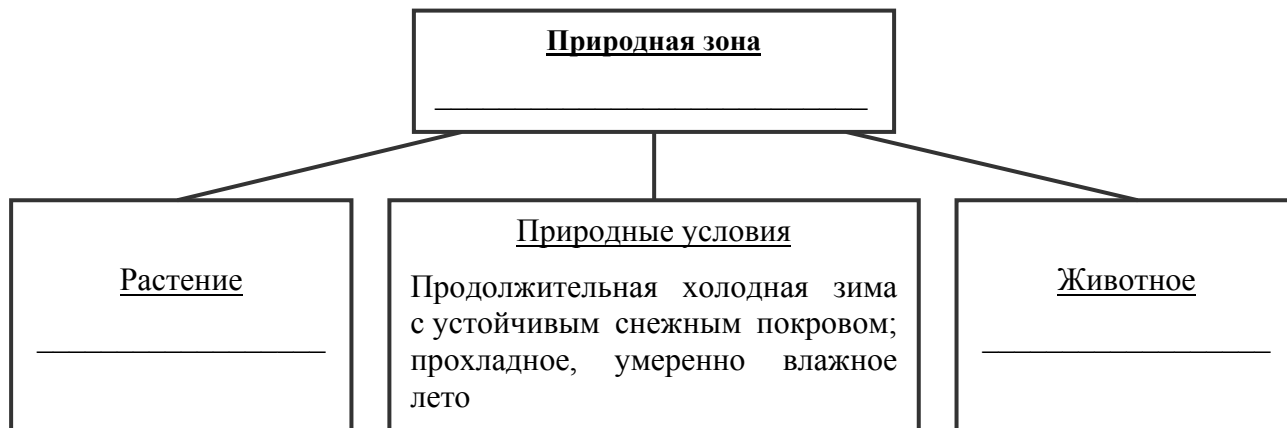 Природная зона
Растение
Природные условия
Продолжительная холодная зима
с устойчивым снежным покровом;
прохладное, умеренно влажное
лето
Животное